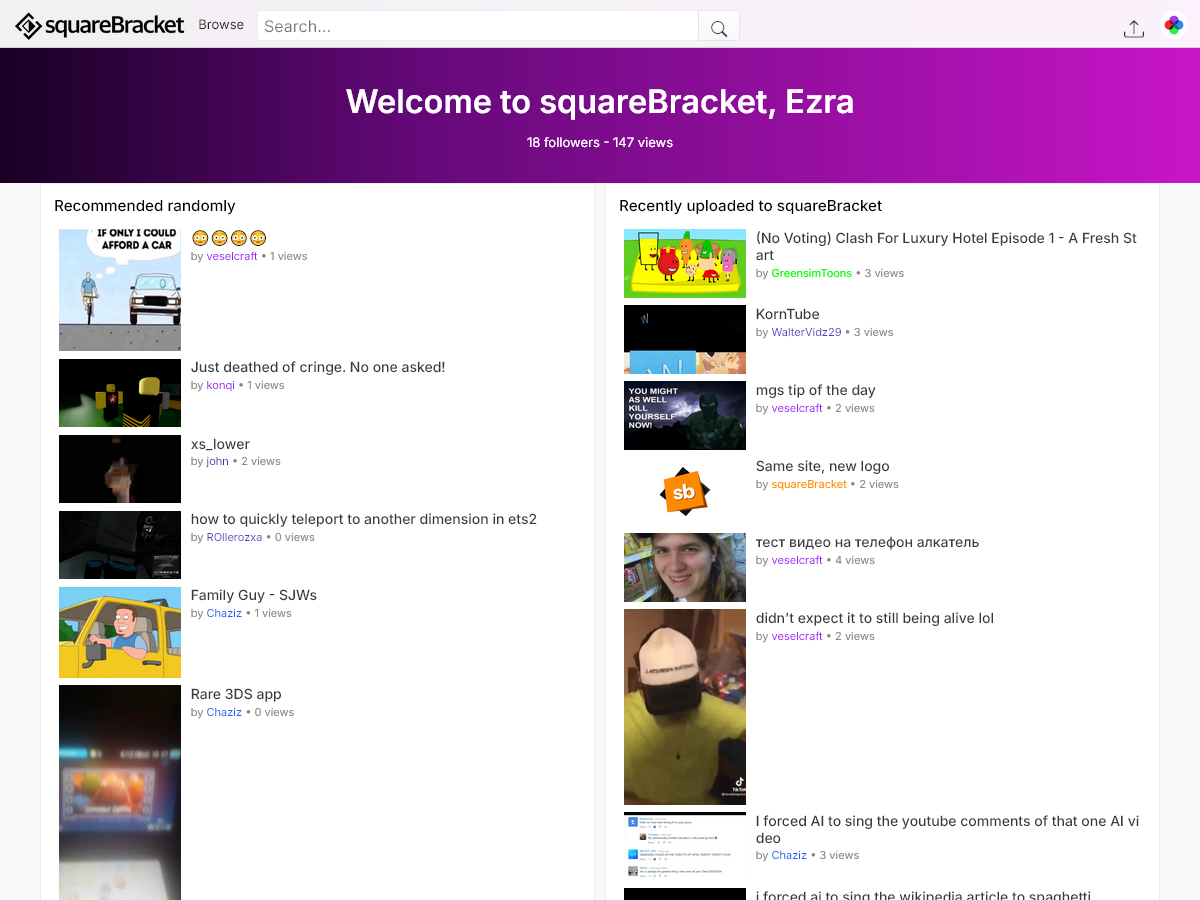 squareBracket
Browse
Search...
Welcome to squareBracket, Ezra
18 followers - 147 views
Recommended randomly
IF ONLY I COULD
AFFORD A CAR
😳😳😳😳
by veselcraft • 1 views
Just deathed of cringe. No one asked!
by konqi • 1 views
xs_lower
by john • 2 views
how to quickly teleport to another dimension in ets2
by ROllerozxa • 0 views
Family Guy - SJWs
by Chaziz • 1 views
Rare 3DS app
by Chaziz • 0 views
Recently uploaded to squareBracket
(No Voting) Clash For Luxury Hotel Episode 1 - A Fresh St
art
by GreensimToons • 3 views
W
W
KornTube
by WalterVidz29 • 3 views
YOU MIGHT
AS WELL
KILL
YOURSELF
NOW!
mgs tip of the day
by veselcraft • 2 views
sb
Same site, new logo
by squareBracket • 2 views
тест видео на телефон алкатель
by veselcraft • 4 views
TikTok
didn't expect it to still being alive lol
by veselcraft • 2 views
I forced AI to sing the youtube comments of that one AI vi
deo
by Chaziz • 3 views
i forced ai to sing the wikipedia article to spaghetti